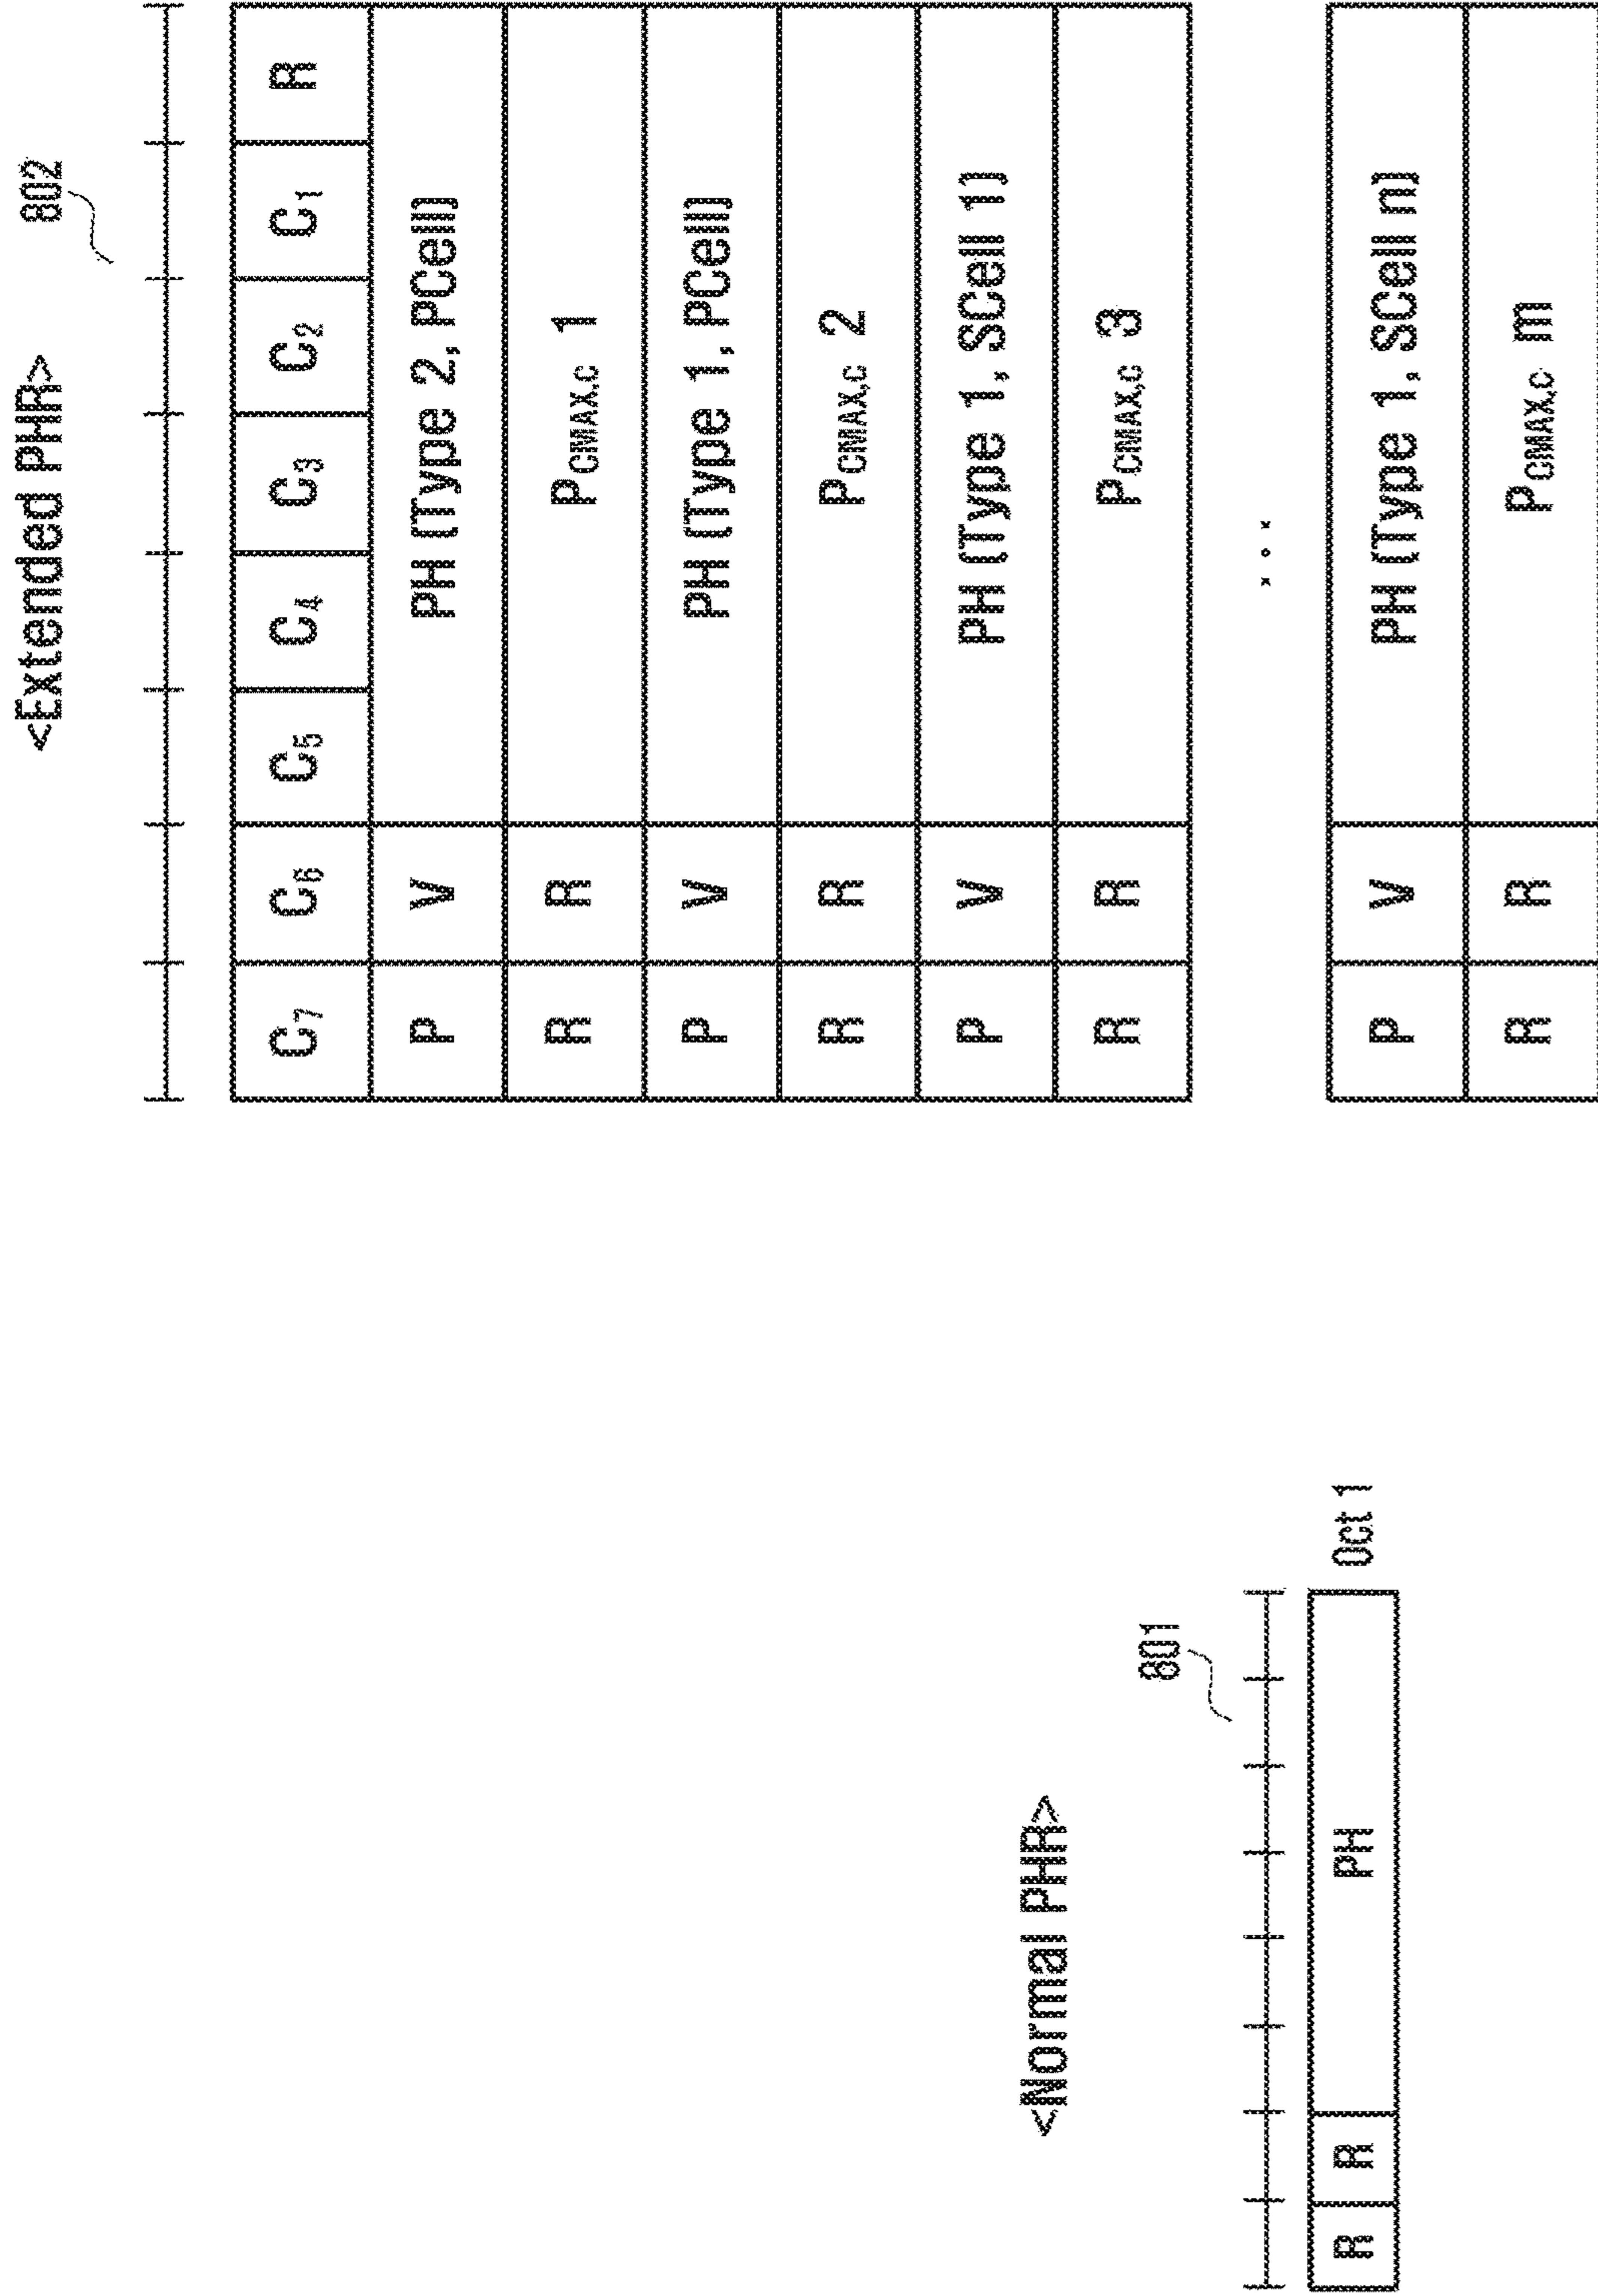 <Normal PHR>
801
R R PH Oct 1
<Extended PHR>
802
C7 C6 C5 C4 C3 C2 C1 R
P V PH (Type 2, PCell)
R R PCMAX,c 1
P V PH (Type 1, PCell)
R R PCMAX,c 2
P V PH (Type 1, SCell 1)
R R PCMAX,c 3
...
P V PH (Type 1, SCell n)
R R PCMAX,c m